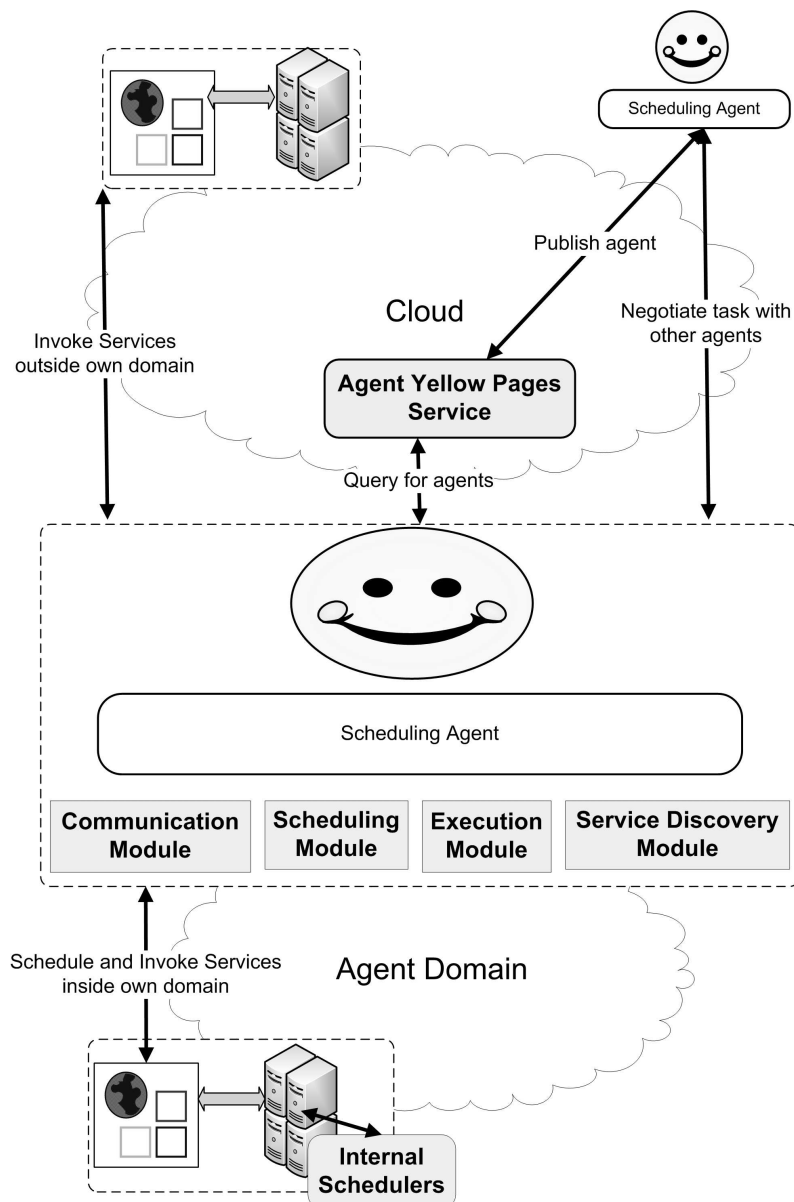 Scheduling Agent
Publish agent
Cloud
Negotiate task with
other agents
Invoke Services
outside own domain
Agent Yellow Pages
Service
Query for agents
Scheduling Agent
Communication
Module
Scheduling
Module
Execution
Module
Service Discovery
Module
Schedule and Invoke Services
inside own domain
Agent Domain
Internal
Schedulers